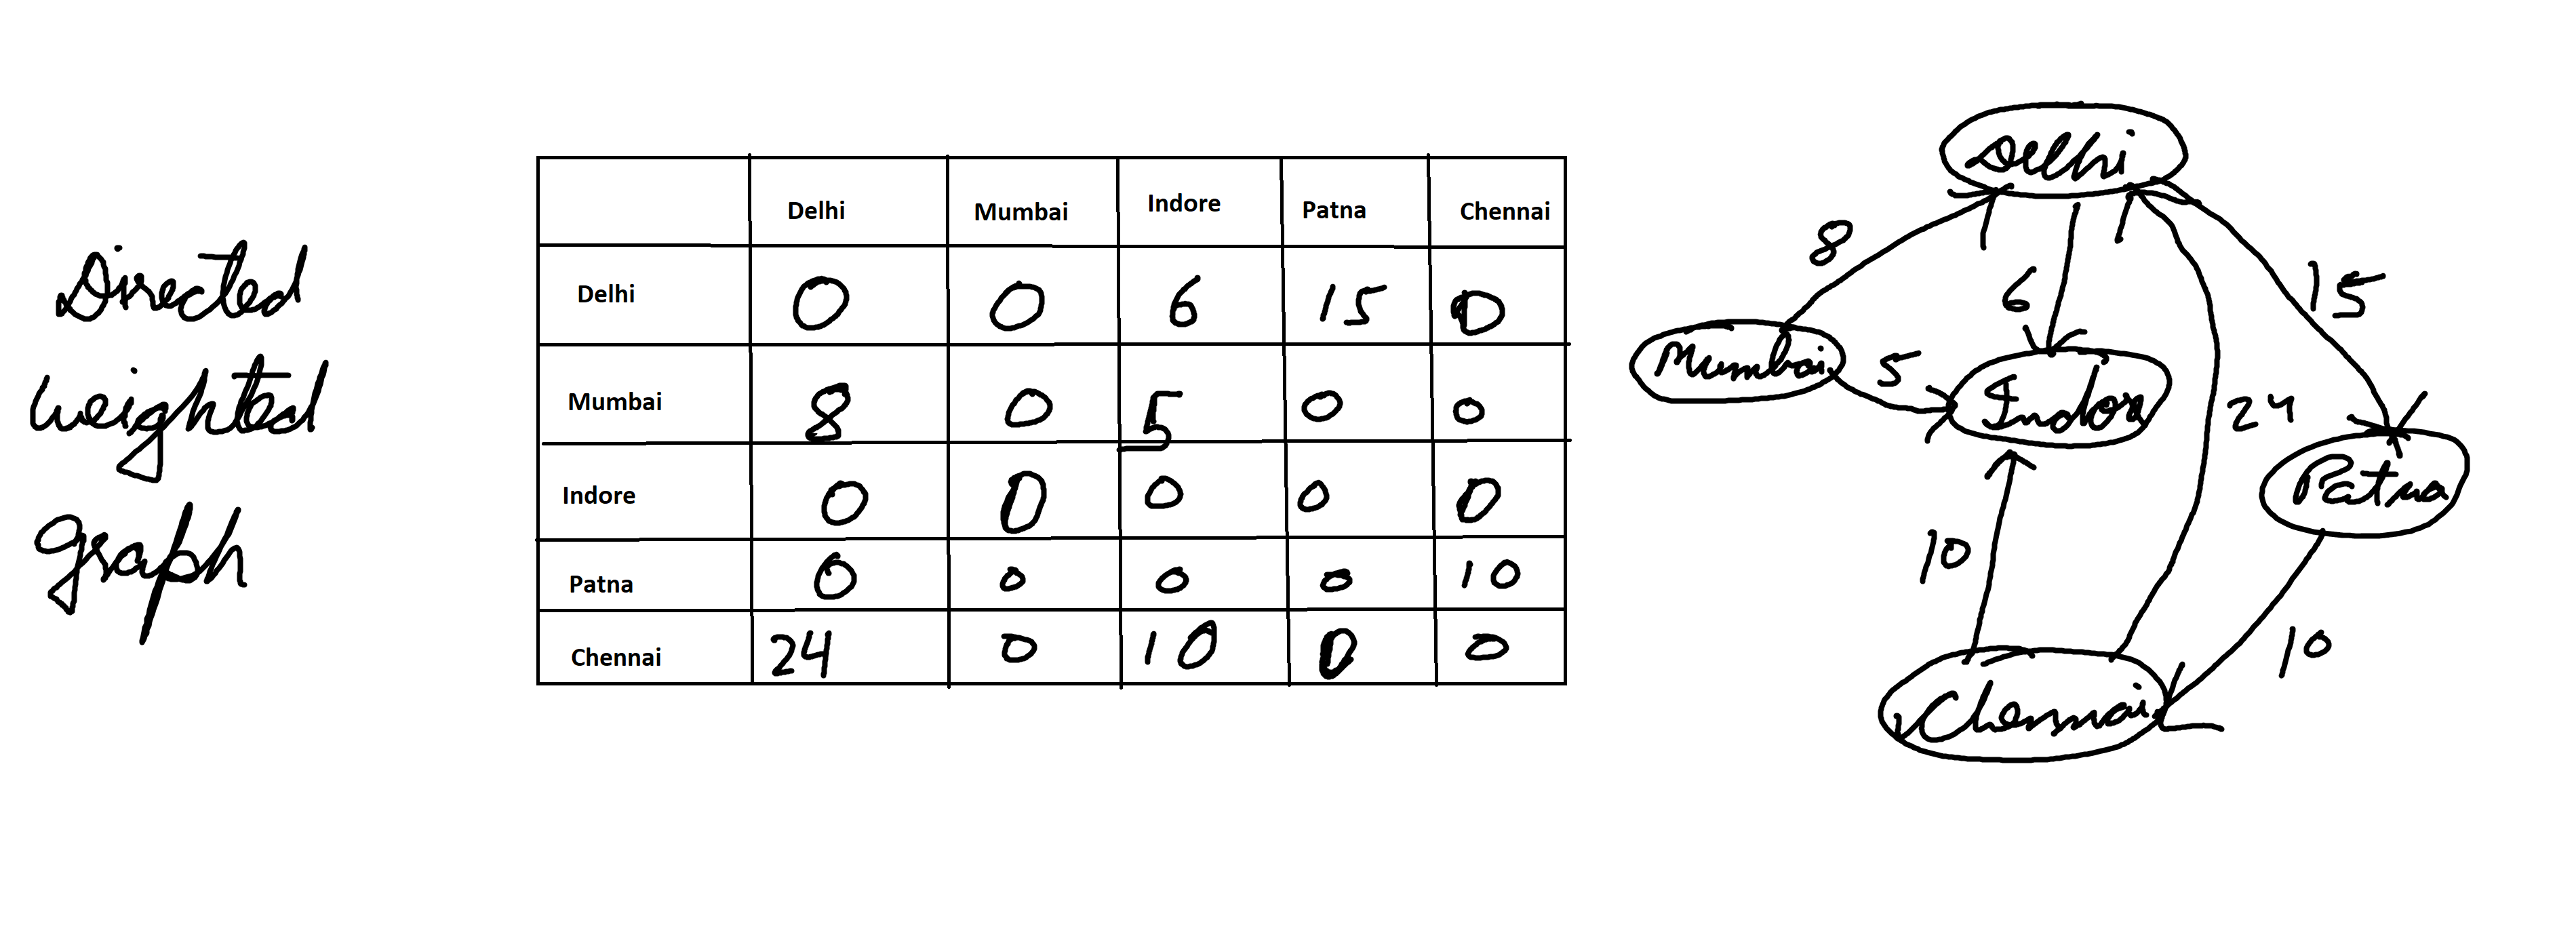 Directed
Weighted
Graph
Delhi Mumbai Indore Patna Chennai
Delhi 0 0 6 15 0
Mumbai 8 0 5 0 0
Indore 0 0 0 0 0
Patna 0 0 0 0 10
Chennai 24 0 10 0 0
Delhi
8
6
15
Mumbai
5
Indor
24
Patna
10
10
Chennai